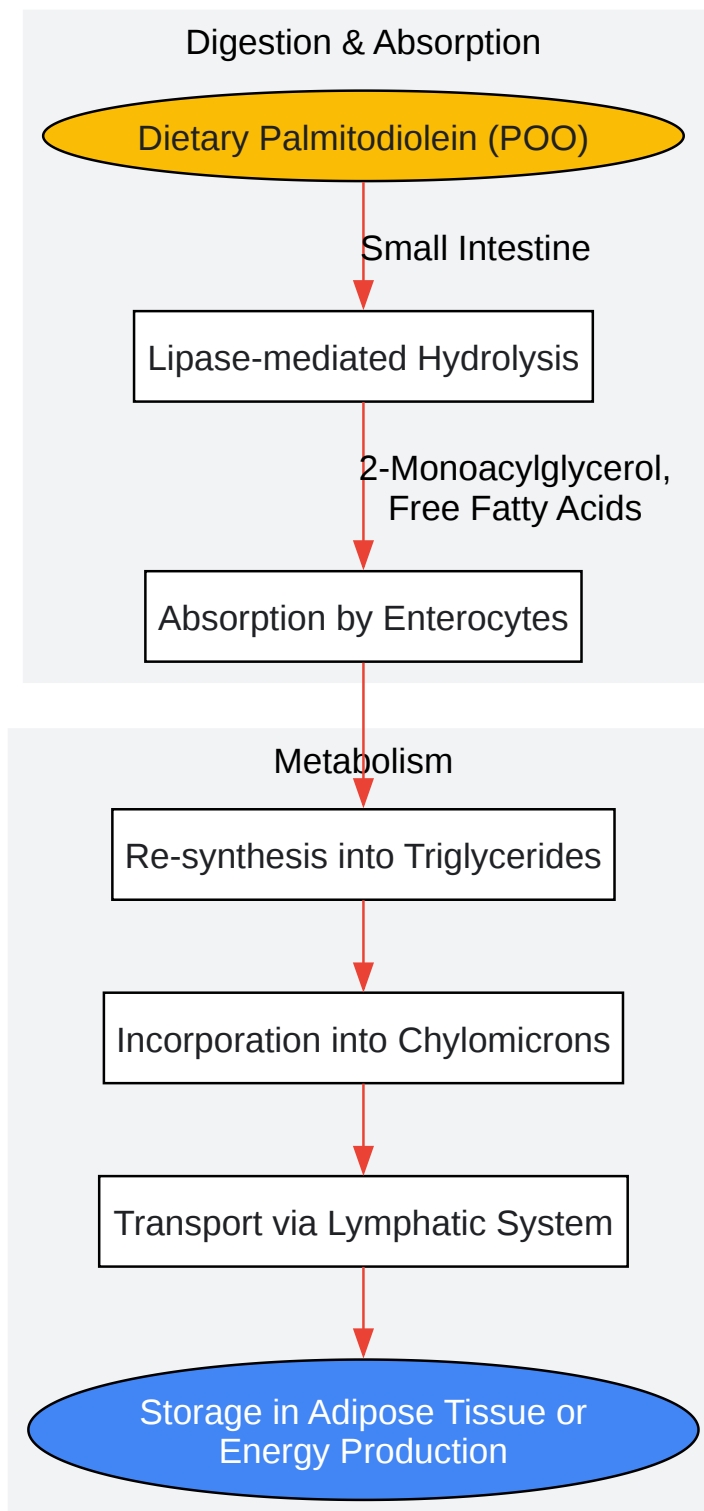 Digestion & Absorption
Dietary Palmitodiolein (POO)
Small Intestine
Lipase-mediated Hydrolysis
2-Monoacylglycerol,
Free Fatty Acids
Absorption by Enterocytes
Metabolism
Re-synthesis into Triglycerides
Incorporation into Chylomicrons
Transport via Lymphatic System
Storage in Adipose Tissue or
Energy Production